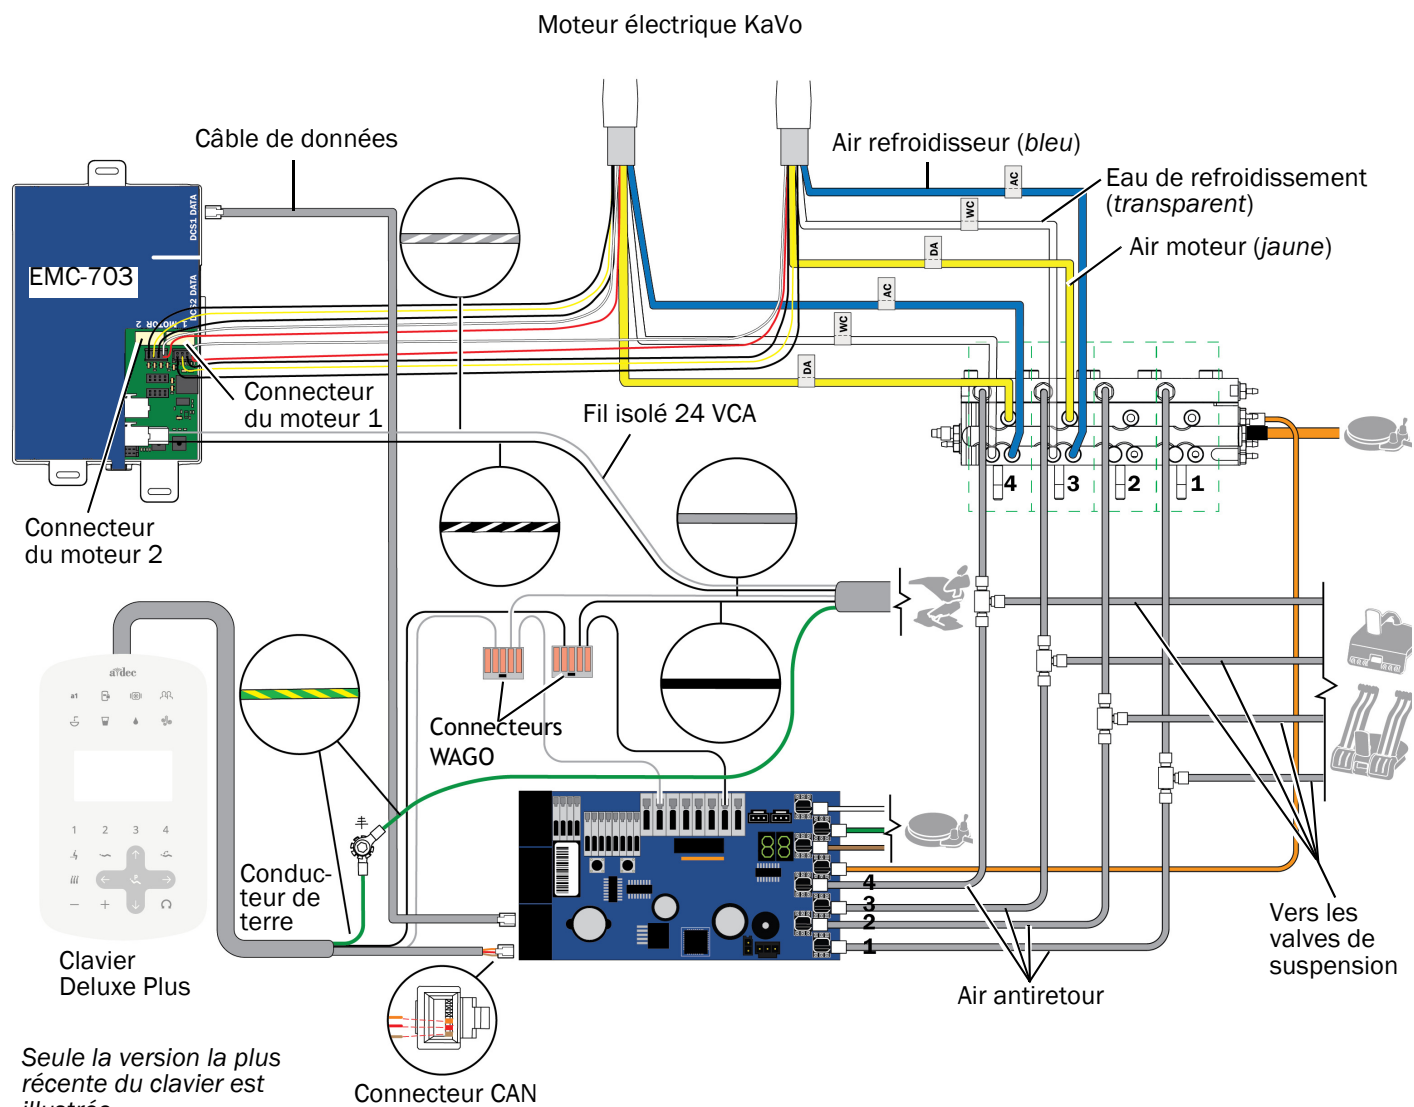 Moteur électrique KaVo
Câble de données
Air refroidisseur (bleu)
Eau de refroidissement
(transparent)
Air moteur (jaune)
AC
WC
DA
AC
WC
DA
DCS1 DATA
DCS2 DATA
EMC-703
1 MOTOR 2
Connecteur
du moteur 1
Fil isolé 24 VCA
4
3
2
1
Connecteur
du moteur 2
a-dec
a1
Connecteurs
WAGO
1 2 3 4
Conduc-
teur de
terre
88
4
3
2
1
Clavier
Deluxe Plus
Air antiretour
Vers les
valves de
suspension
Seule la version la plus
récente du clavier est
illustrée
Connecteur CAN